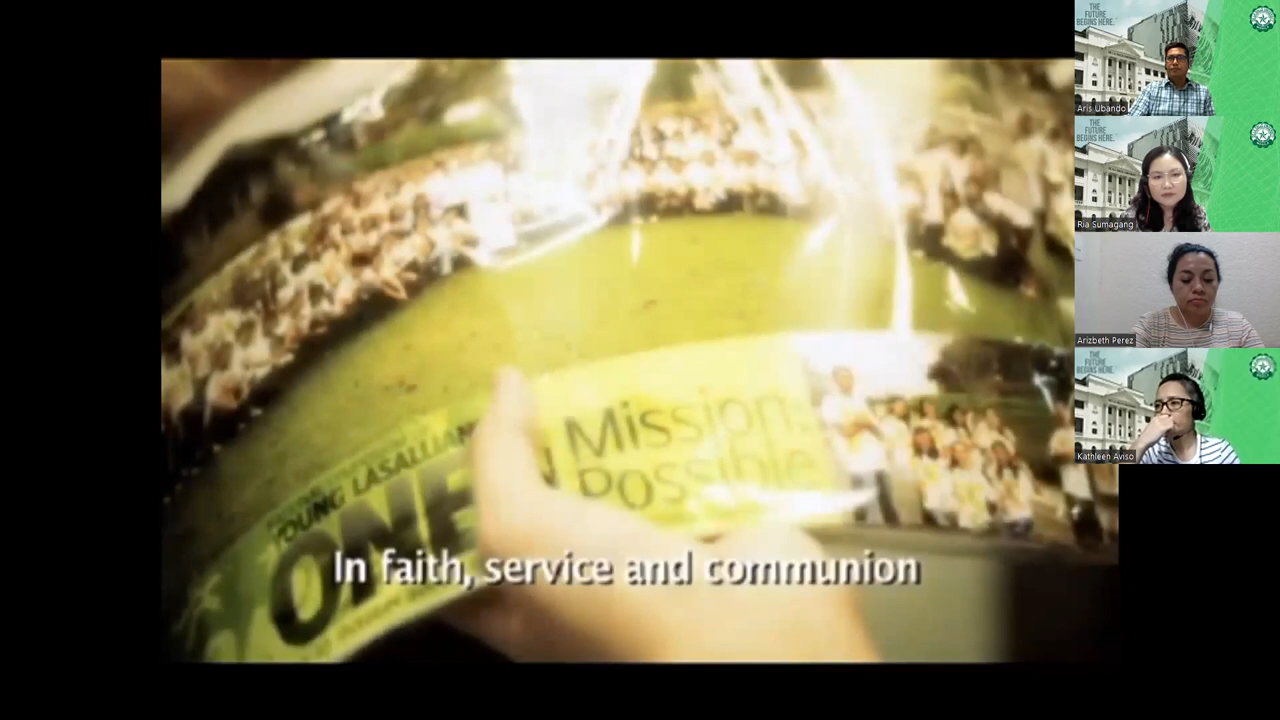 YOUNG LASALLIAN
ONE
Mission:
Possible
In faith, service and communion
THE
FUTURE
BEGINS HERE.
Aris Ubando
THE
FUTURE
BEGINS HERE.
Ria Sumagang
Arizbeth Perez
THE
FUTURE
BEGINS HERE.
Kathleen Aviso